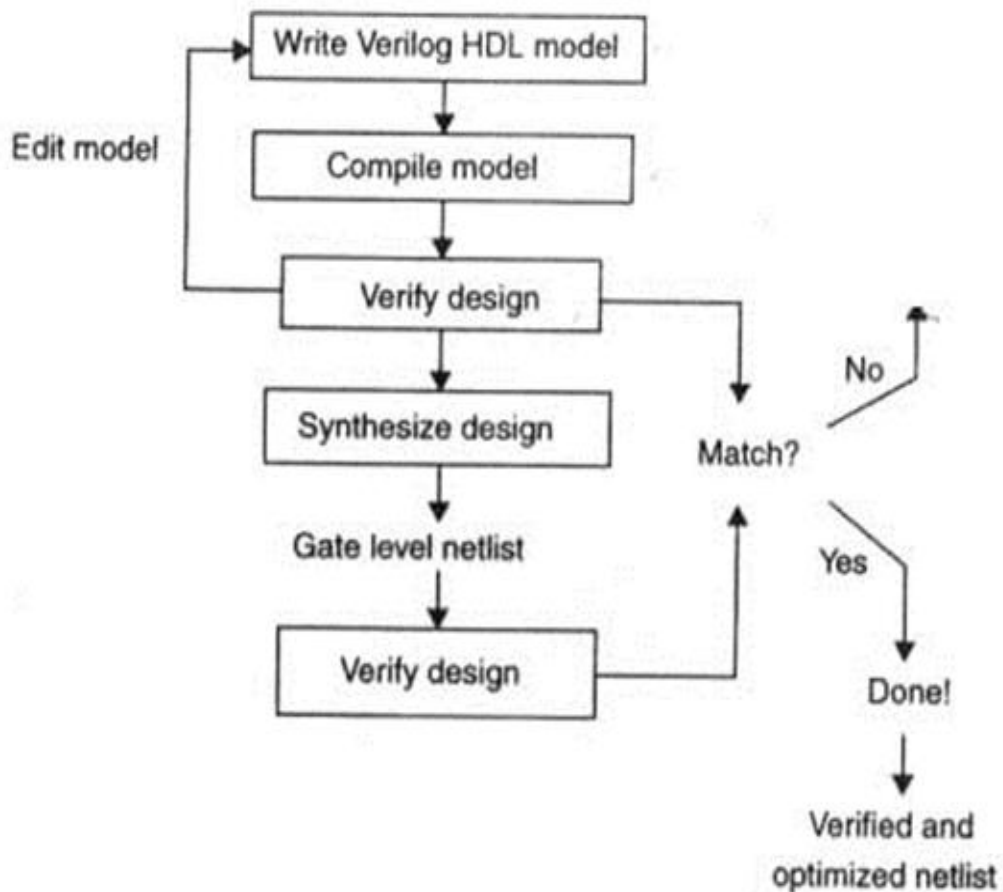 Write Verilog HDL model
Edit model
Compile model
Verify design
No
Synthesize design
Match?
Gate level netlist
Yes
Verify design
Done!
Verified and
optimized netlist